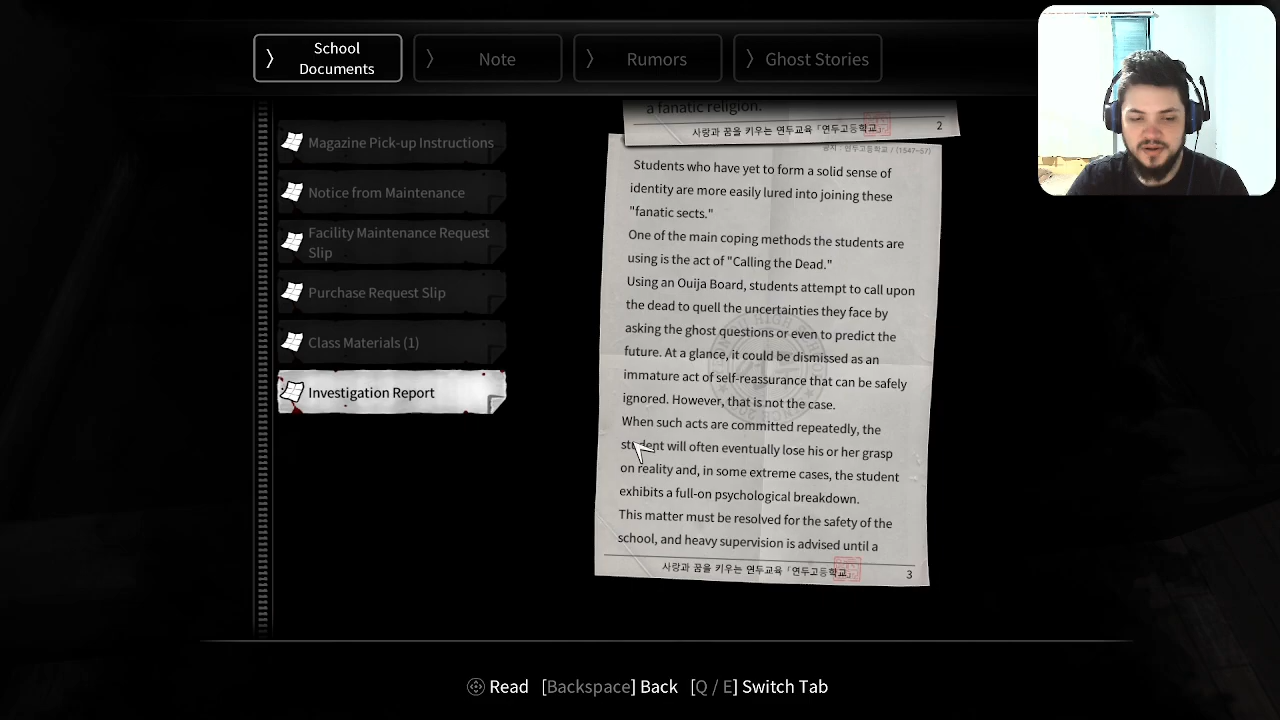 School
Documents
Note
Rumors
Ghost Stories
Magazine Pick-up Instructions
Notice from Maintenance
Facility Maintenance Request
Slip
Purchase Request Slip
Class Materials (1)
Investigation Report
a fanatic religion.
사랑과 꿈을 키우는 연두교육 「연두고등학교」
2
공지 : 연두고등학교 / (1547-57)
Students who have yet to form a solid sense of
identity are more easily lured into joining these
"fanatic sects."
One of the main coping methods the students are
using is the act of "Calling the Dead."
Using an Ouija Board, students attempt to call upon
the dead to quell the uncertainties they face by
asking the ghost questions or even to predict the
future. At a glance, it could be dismissed as an
immature act of self-reassurance that can be safely
ignored. However, that is not the case.
When such acts are committed repeatedly, the
student will often eventually lose his or her grasp
on reality and, in some extreme cases, the student
exhibits a full-on psychological breakdown.
This matter must be resolved for the safety of the
school, and heavy supervision is advised until a
사랑과 꿈을 키우는 연두교육 「연두고등학교」
3
Read [Backspace] Back [Q / E] Switch Tab